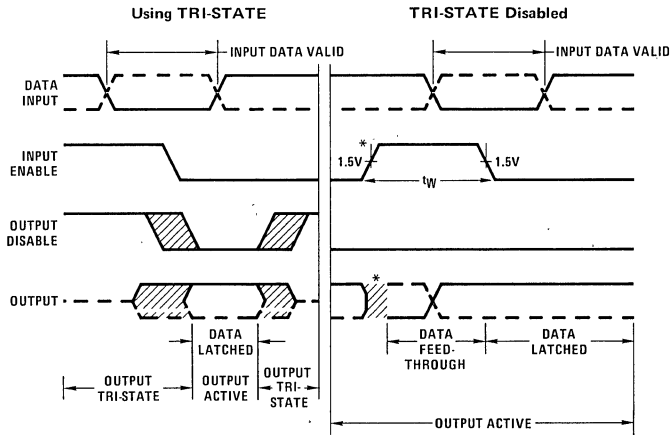 Using TRI-STATE
TRI-STATE Disabled
INPUT DATA VALID
INPUT DATA VALID
DATA
INPUT
INPUT
ENABLE
*
1.5V
1.5V
tW
OUTPUT
DISABLE
OUTPUT
*
DATA
LATCHED
DATA
FEED-
THROUGH
DATA
LATCHED
OUTPUT
TRI-STATE
OUTPUT
ACTIVE
OUTPUT
TRI-
STATE
OUTPUT ACTIVE